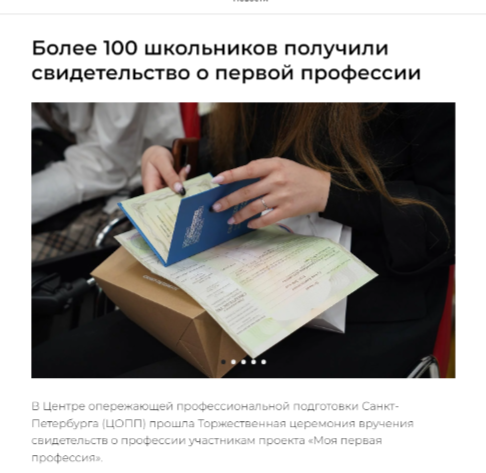 Более 100 школьников получили
свидетельство о первой профессии
В Центре опережающей профессиональной подготовки Санкт-
Петербурга (ЦОПП) прошла Торжественная церемония вручения
свидетельств о профессии участникам проекта «Моя первая
профессия».